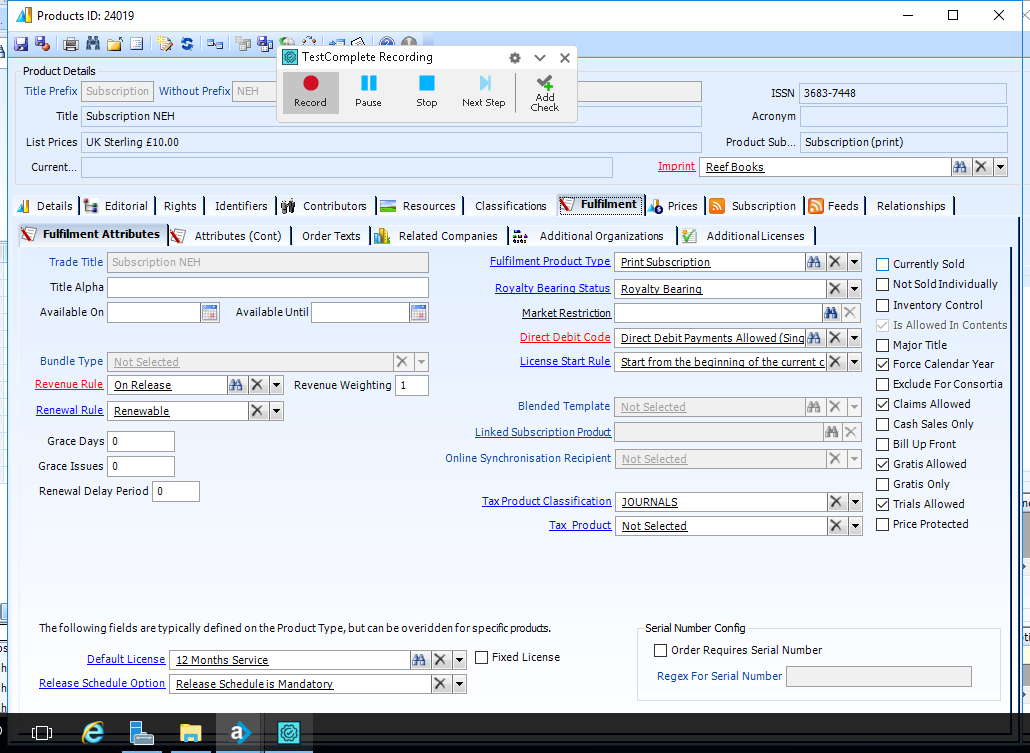 Products ID: 24019
TestComplete Recording
Record
Pause
Stop
Next Step
Add
Check
Product Details
Title Prefix Subscription Without Prefix NEH
ISSN 3683-7448
Title Subscription NEH
Acronym
List Prices UK Sterling £10.00
Product Sub... Subscription (print)
Current...
Imprint Reef Books
Details Editorial Rights Identifiers Contributors Resources Classifications Fulfilment Prices Subscription Feeds Relationships
Fulfilment Attributes Attributes (Cont) Order Texts Related Companies Additional Organizations Additional Licenses
Trade Title Subscription NEH
Title Alpha
Available On Available Until
Bundle Type Not Selected
Revenue Rule On Release Revenue Weighting 1
Renewal Rule Renewable
Grace Days 0
Grace Issues 0
Renewal Delay Period 0
Fulfilment Product Type Print Subscription
Royalty Bearing Status Royalty Bearing
Market Restriction
Direct Debit Code Direct Debit Payments Allowed (Sing
License Start Rule Start from the beginning of the current c
Blended Template Not Selected
Linked Subscription Product
Online Synchronisation Recipient Not Selected
Tax Product Classification JOURNALS
Tax Product Not Selected
Currently Sold
Not Sold Individually
Inventory Control
Is Allowed In Contents
Major Title
Force Calendar Year
Exclude For Consortia
Claims Allowed
Cash Sales Only
Bill Up Front
Gratis Allowed
Gratis Only
Trials Allowed
Price Protected
The following fields are typically defined on the Product Type, but can be overidden for specific products.
Default License 12 Months Service Fixed License
Release Schedule Option Release Schedule is Mandatory
Serial Number Config
Order Requires Serial Number
Regex For Serial Number